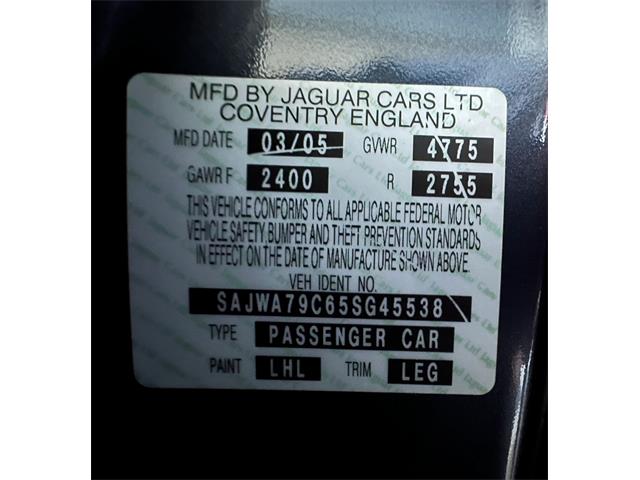 MFD BY JAGUAR CARS LTD
COVENTRY ENGLAND
MFD DATE 03/05 GVWR 4775
GAWR F 2400 R 2755
THIS VEHICLE CONFORMS TO ALL APPLICABLE FEDERAL MOTOR
VEHICLE SAFETY,BUMPER AND THEFT PREVENTION STANDARDS
IN EFFECT ON THE DATE OF MANUFACTURE SHOWN ABOVE.
VEH IDENT NO.
SAJWA79C65SG45538
TYPE PASSENGER CAR
PAINT LHL TRIM LEG